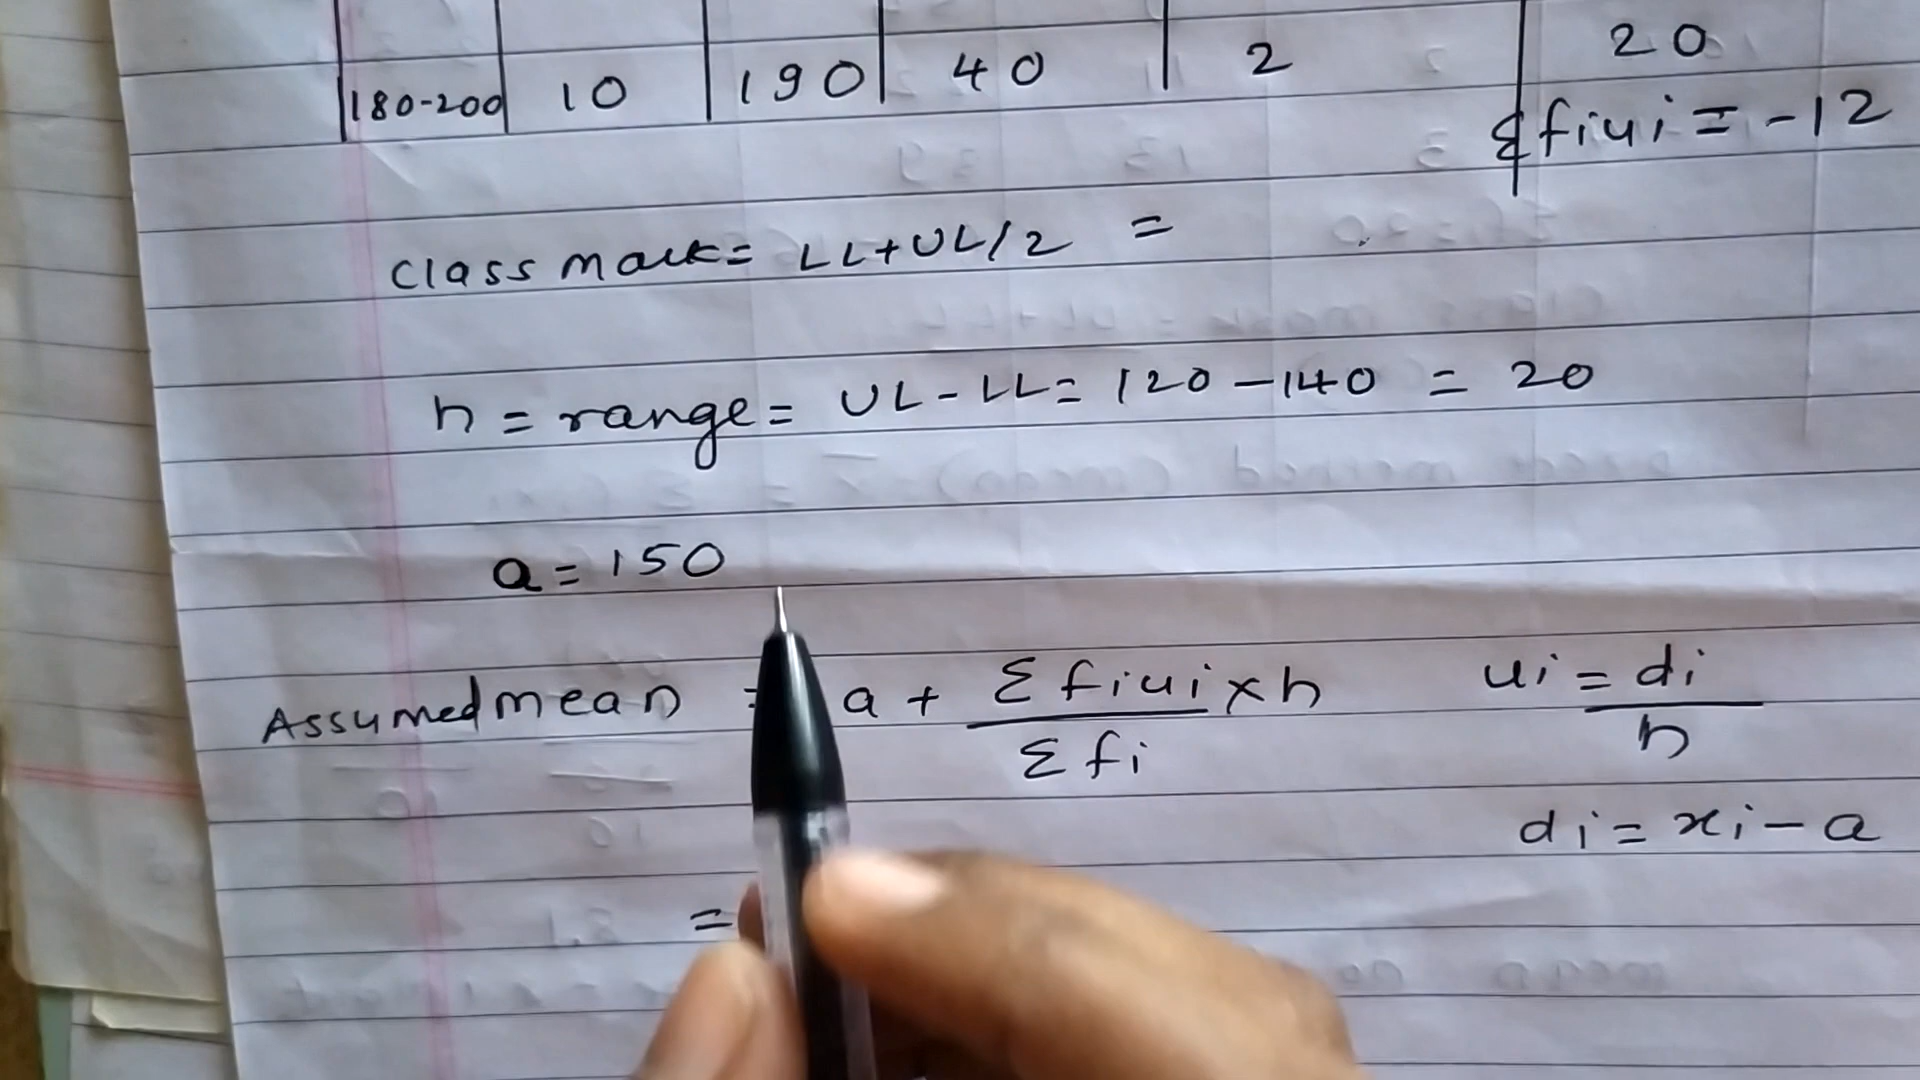 20
180-200 10 190 40 2
Σfiui = -12
class mark = LL+UL/2 =
h = range = UL-LL = 120-140 = 20
a = 150
Assumed mean = a + Σfiui/Σfi × h
ui = di/h
di = xi - a
=